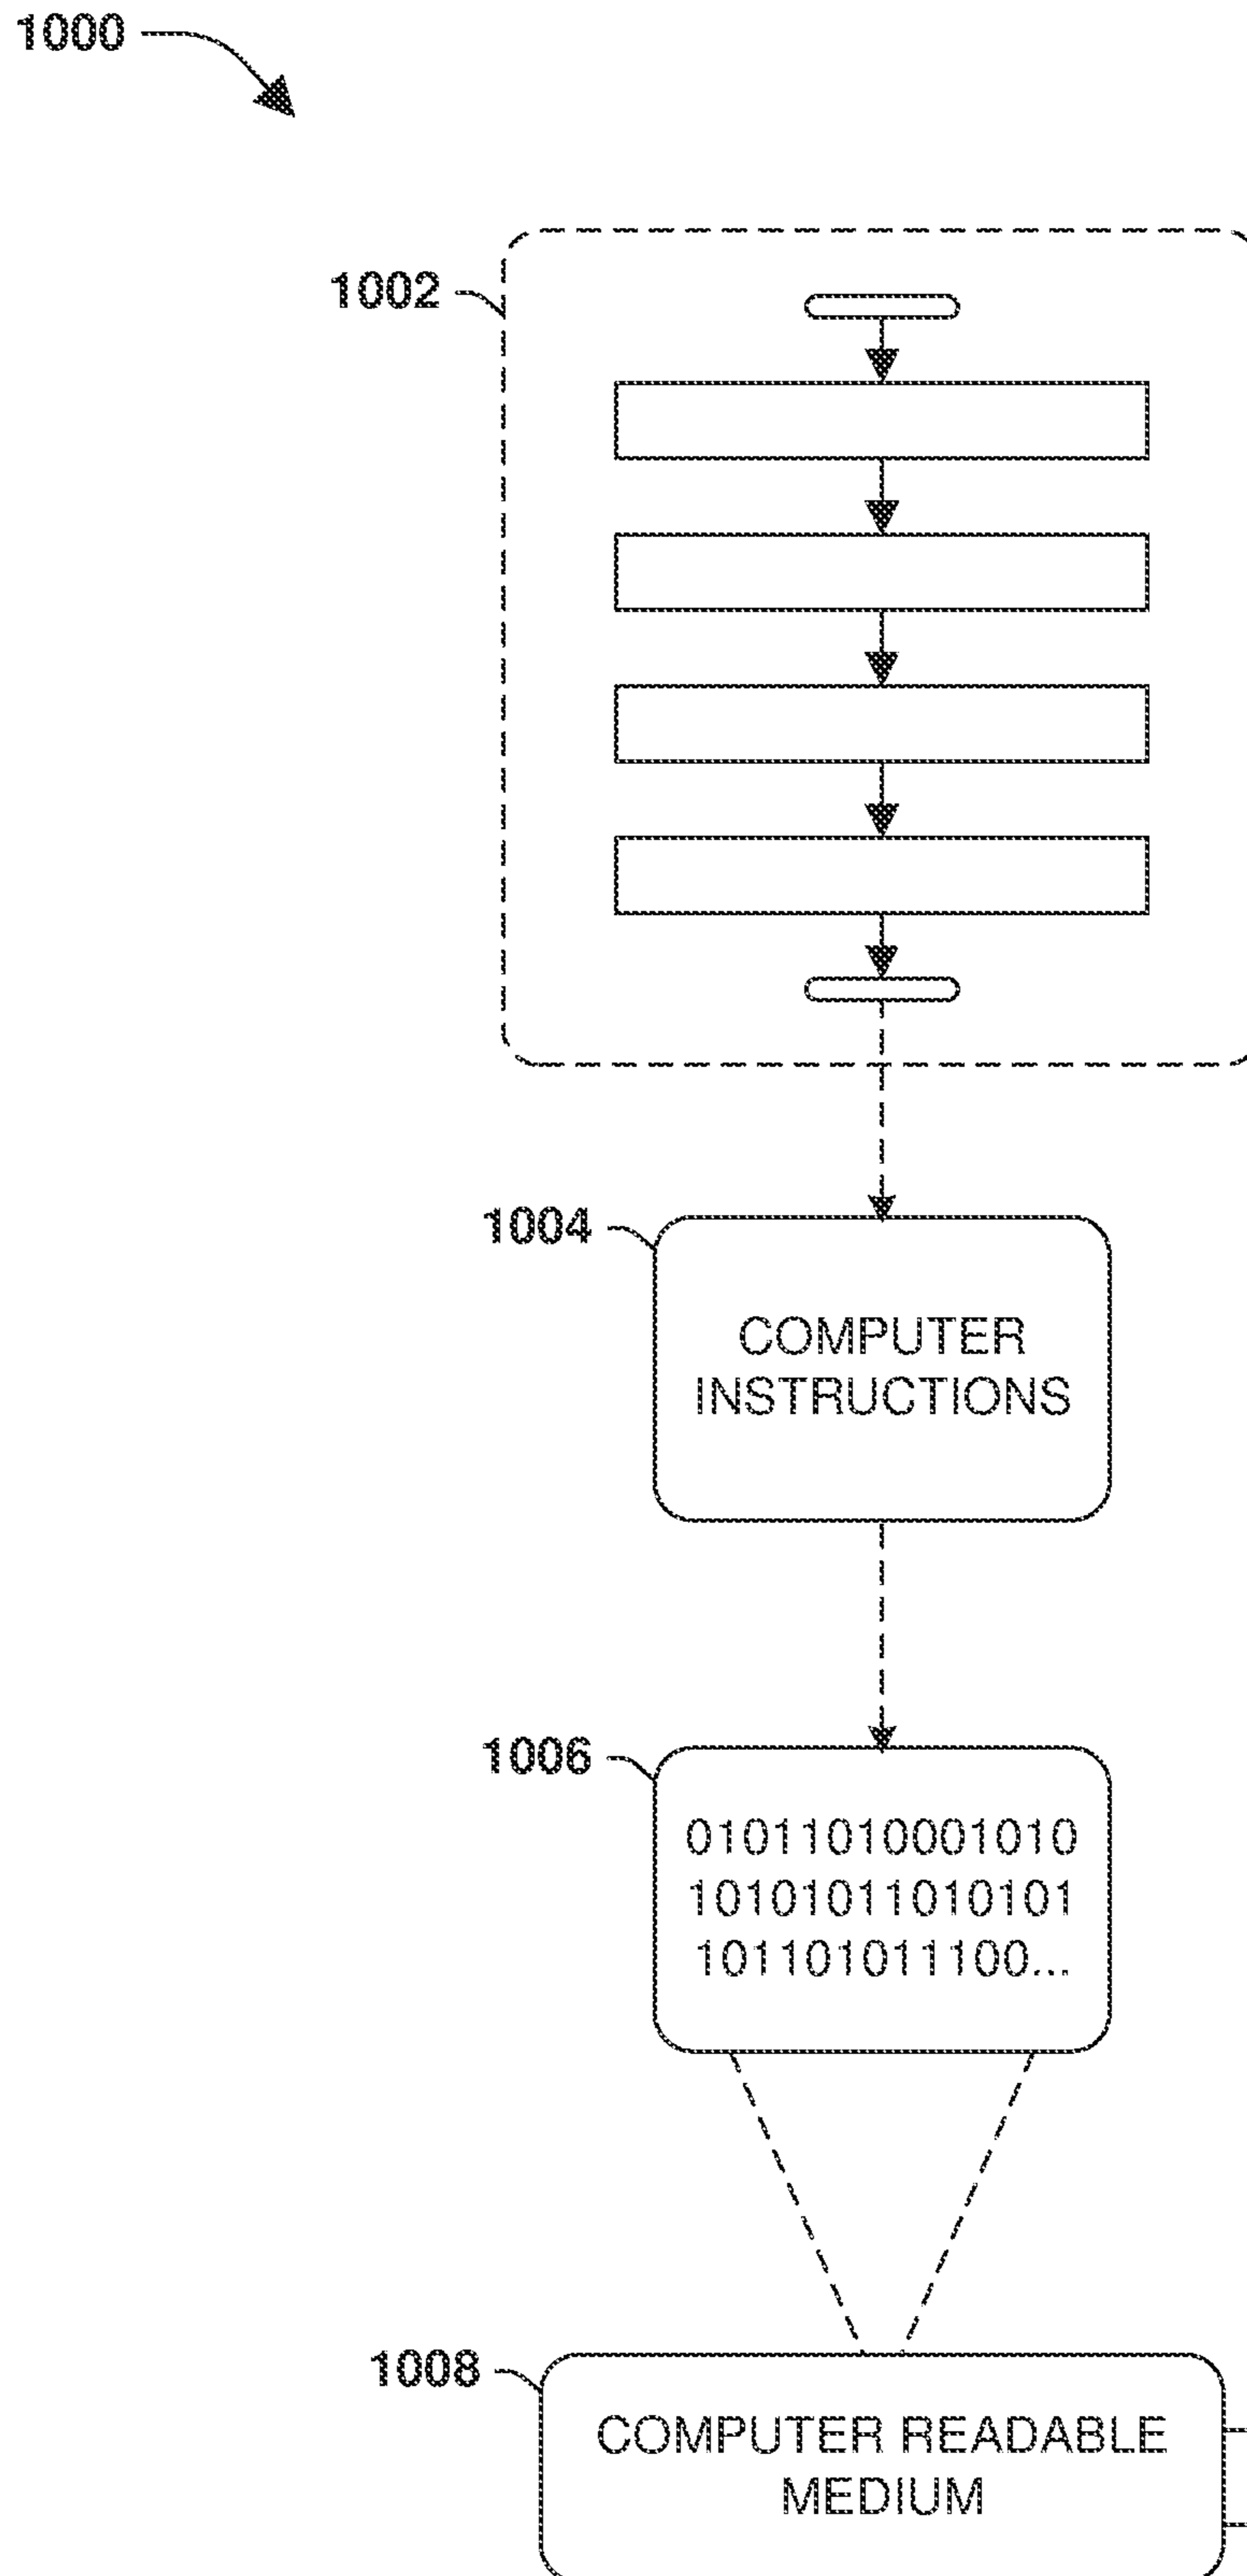 1000
1002
1004
COMPUTER
INSTRUCTIONS
1006
01011010001010
10101011010101
101101011100...
1008
COMPUTER READABLE
MEDIUM